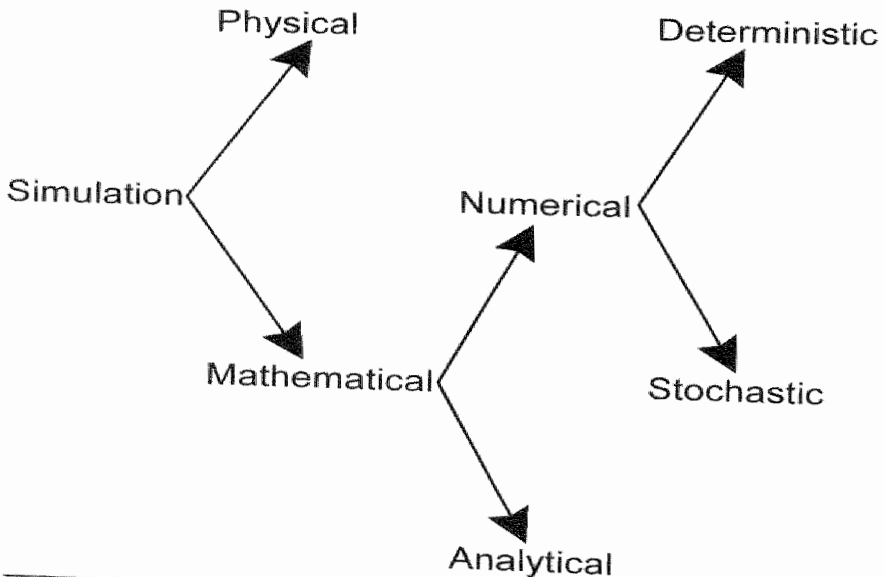 Physical
Deterministic
Simulation
Numerical
Mathematical
Stochastic
Analytical